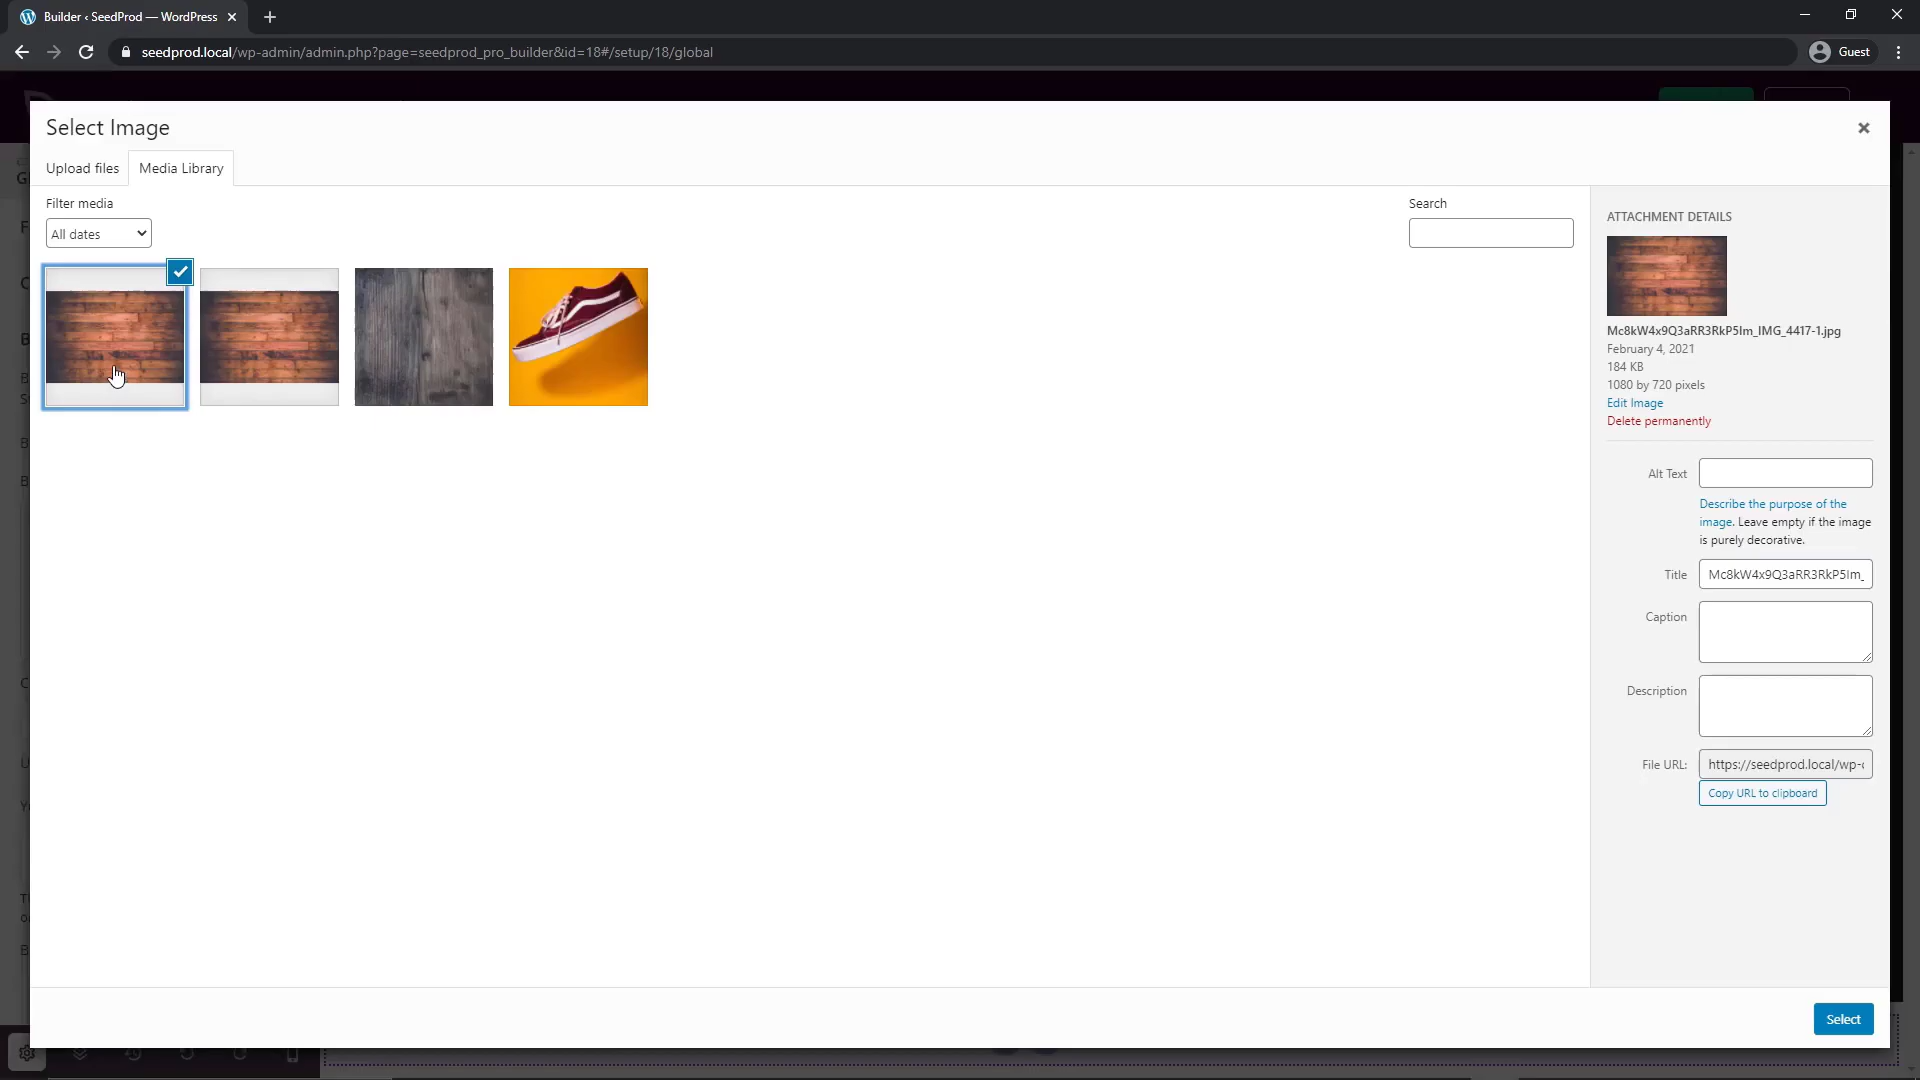 Builder ‹ SeedProd — WordPress
seedprod.local/wp-admin/admin.php?page=seedprod_pro_builder&id=18#/setup/18/global
Guest
Select Image
Upload files
Media Library
Filter media
All dates
Search
ATTACHMENT DETAILS
Mc8kW4x9Q3aRR3RkP5Im_IMG_4417-1.jpg
February 4, 2021
184 KB
1080 by 720 pixels
Edit Image
Delete permanently
Alt Text
Describe the purpose of the
image. Leave empty if the image
is purely decorative.
Title
Mc8kW4x9Q3aRR3RkP5Im_
Caption
Description
File URL:
https://seedprod.local/wp-c
Copy URL to clipboard
Select